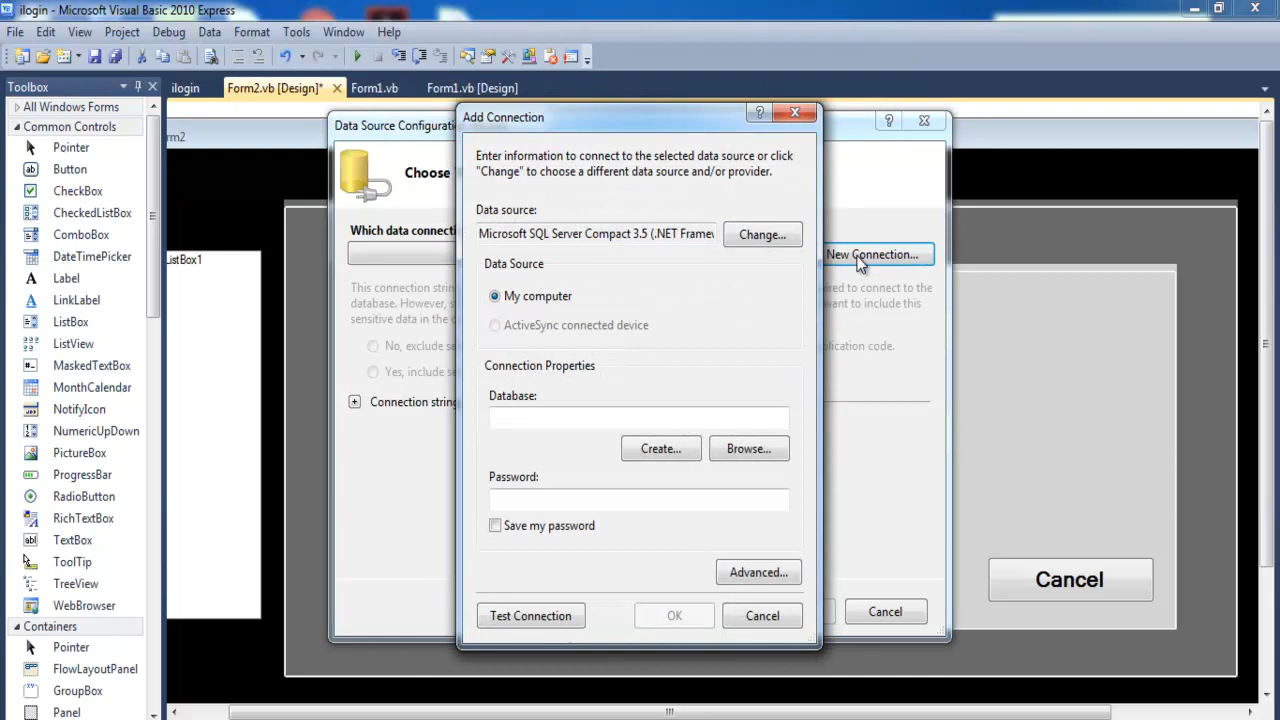 ilogin - Microsoft Visual Basic 2010 Express
File Edit View Project Debug Data Format Tools Window Help
Toolbox
ilogin
Form2.vb [Design]*
Form1.vb
Form1.vb [Design]
All Windows Forms
Common Controls
Pointer
Button
CheckBox
CheckedListBox
ComboBox
DateTimePicker
Label
LinkLabel
ListBox
ListView
MaskedTextBox
MonthCalendar
NotifyIcon
NumericUpDown
PictureBox
ProgressBar
RadioButton
RichTextBox
TextBox
ToolTip
TreeView
WebBrowser
Containers
Pointer
FlowLayoutPanel
GroupBox
Panel
rm2
ListBox1
Data Source Configurati
Choose
Which data connecti
New Connection...
This connection string
database. However, s
sensitive data in the
ired to connect to the
want to include this
No, exclude se
plication code.
Yes, include se
Connection string
Cancel
Add Connection
Enter information to connect to the selected data source or click
"Change" to choose a different data source and/or provider.
Data source:
Microsoft SQL Server Compact 3.5 (.NET Framew
Change...
Data Source
My computer
ActiveSync connected device
Connection Properties
Database:
Create...
Browse...
Password:
Save my password
Advanced...
Test Connection
OK
Cancel
Cancel